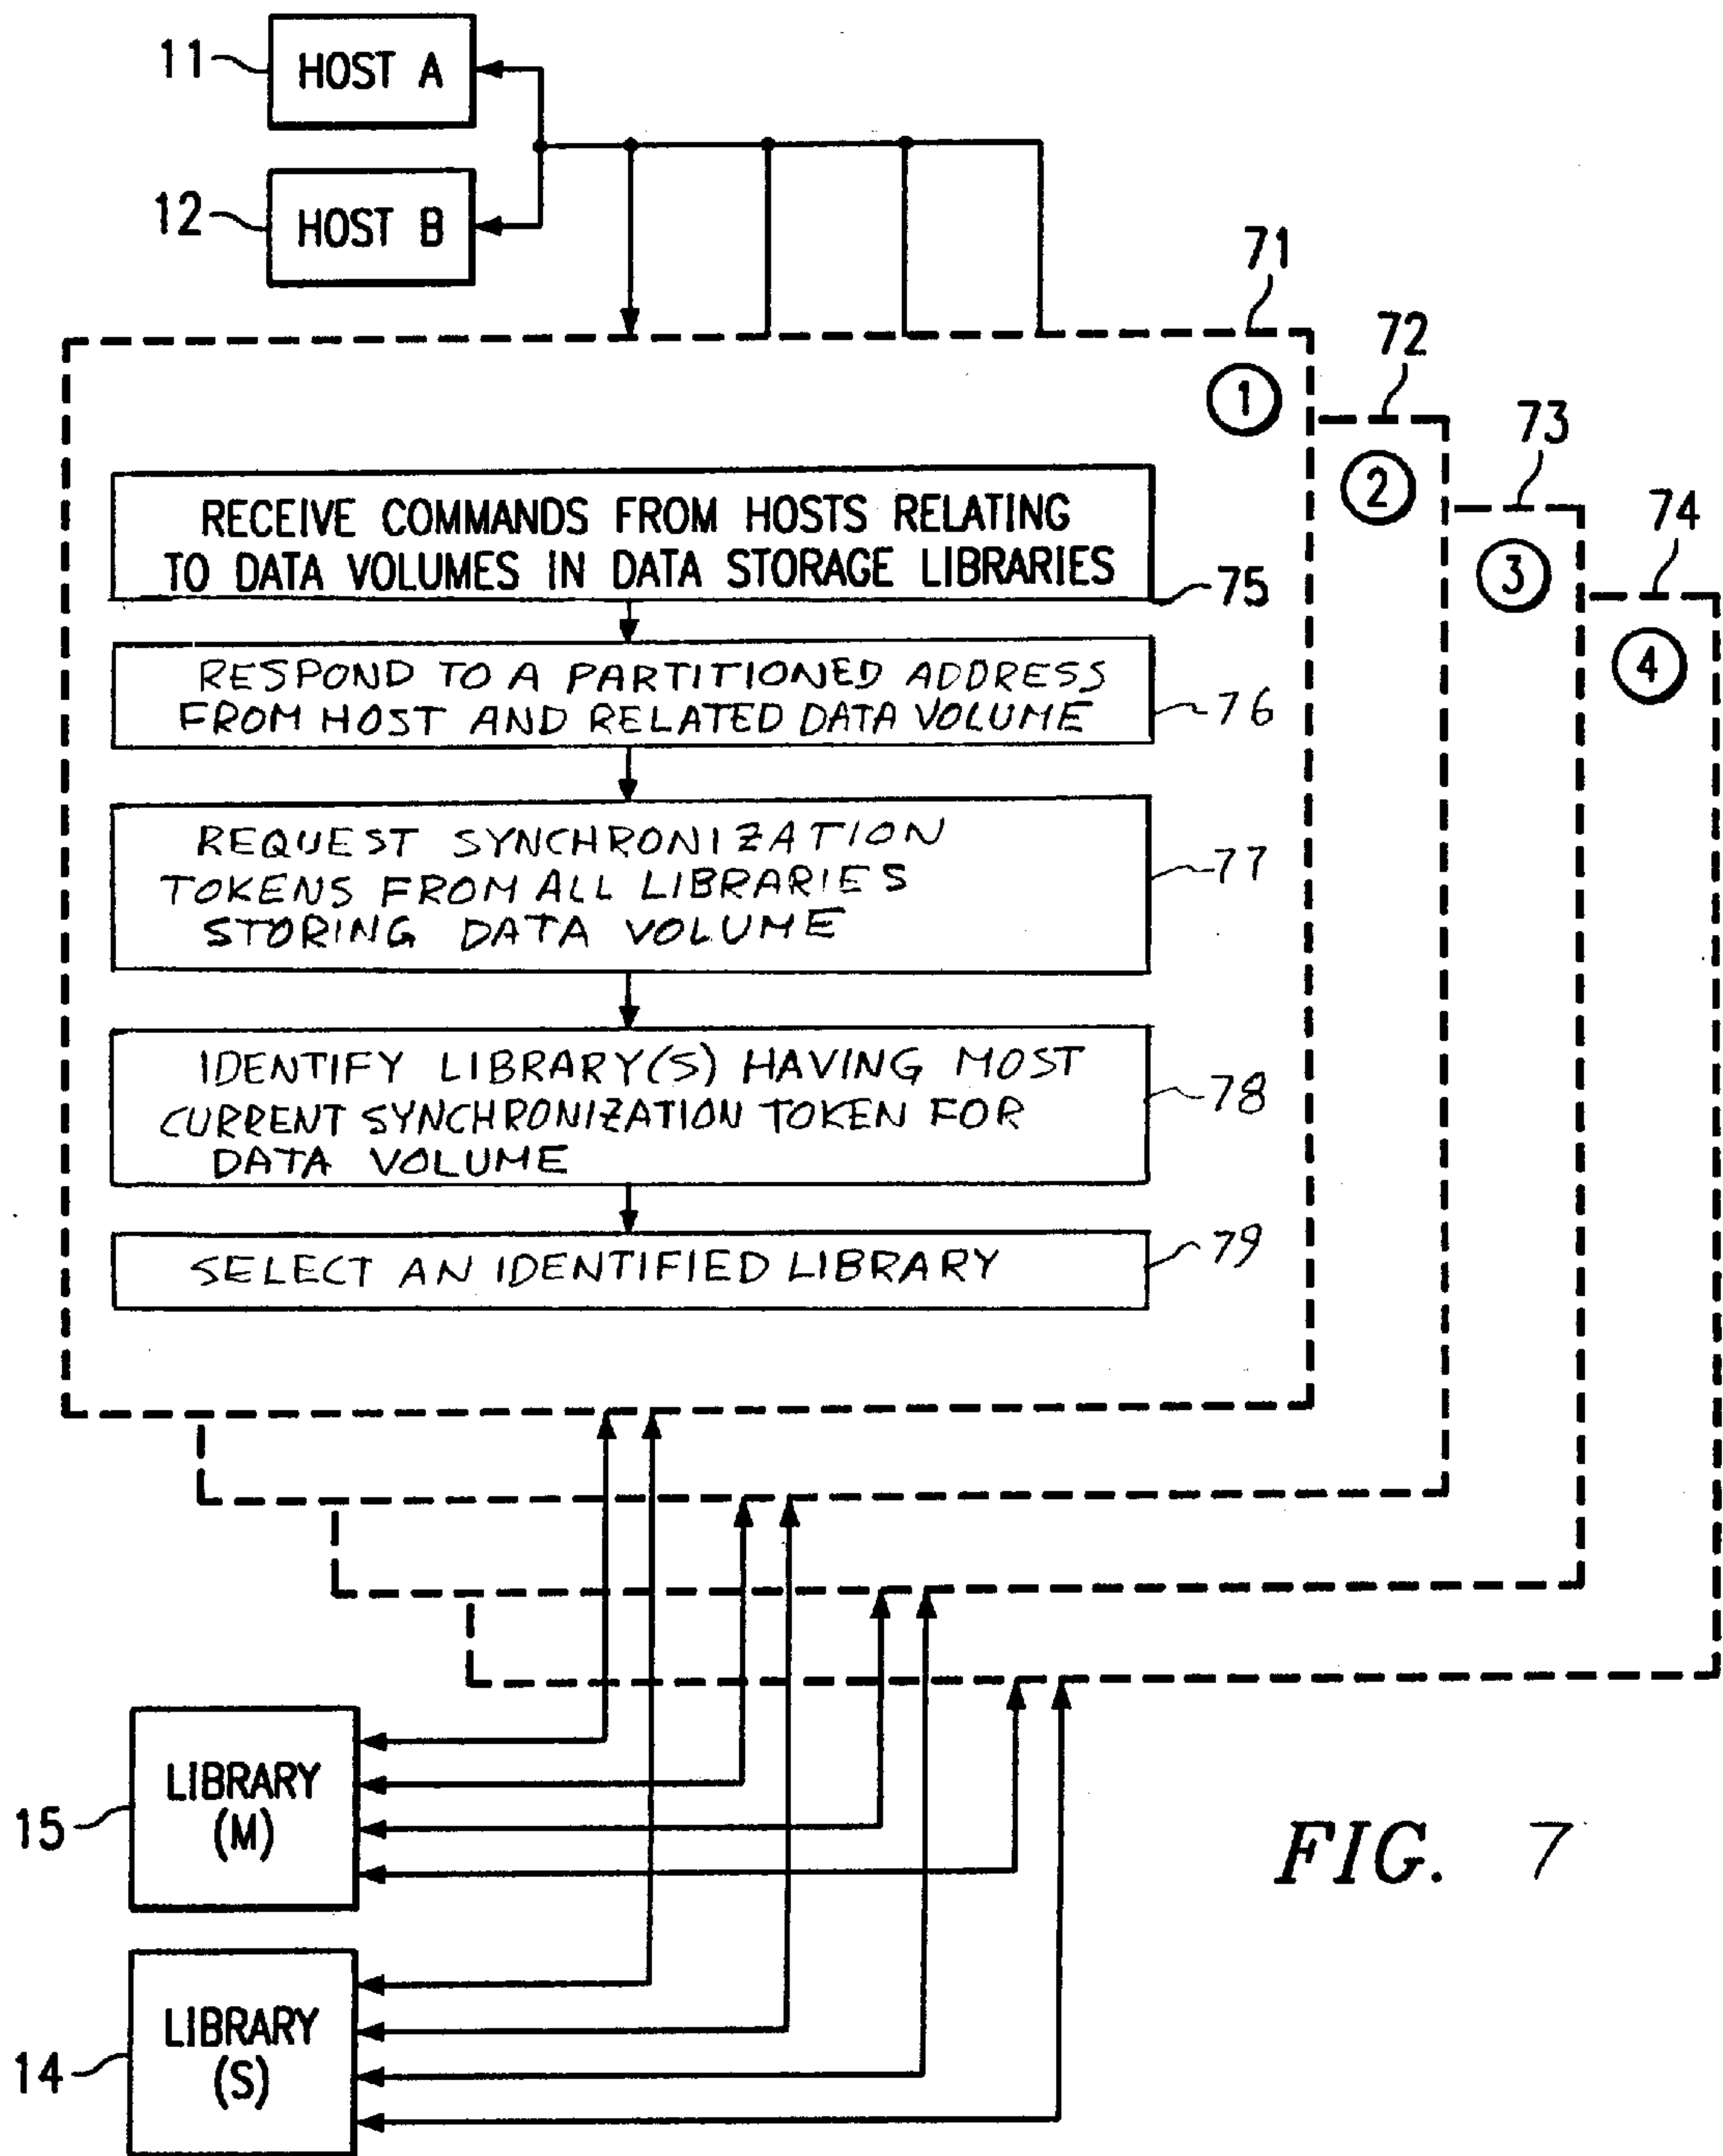 11
HOST A
12
HOST B
71
72
73
74
1
2
3
4
RECEIVE COMMANDS FROM HOSTS RELATING
TO DATA VOLUMES IN DATA STORAGE LIBRARIES
75
RESPOND TO A PARTITIONED ADDRESS
FROM HOST AND RELATED DATA VOLUME
76
REQUEST SYNCHRONIZATION
TOKENS FROM ALL LIBRARIES
STORING DATA VOLUME
77
IDENTIFY LIBRARY(S) HAVING MOST
CURRENT SYNCHRONIZATION TOKEN FOR
DATA VOLUME
78
SELECT AN IDENTIFIED LIBRARY
79
LIBRARY
(M)
15
LIBRARY
(S)
14
FIG. 7